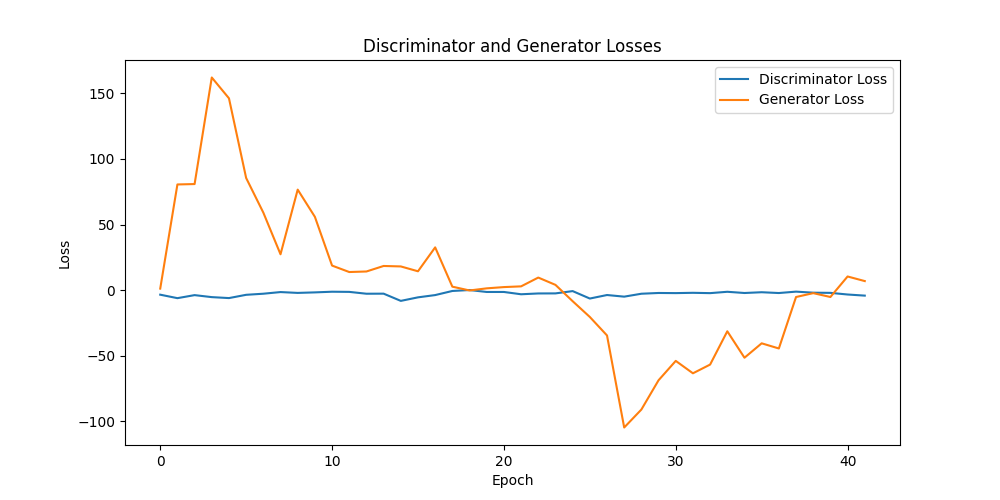 Discriminator and Generator Losses
Discriminator Loss
Generator Loss
Loss
150
100
50
0
−50
−100
0 10 20 30 40
Epoch